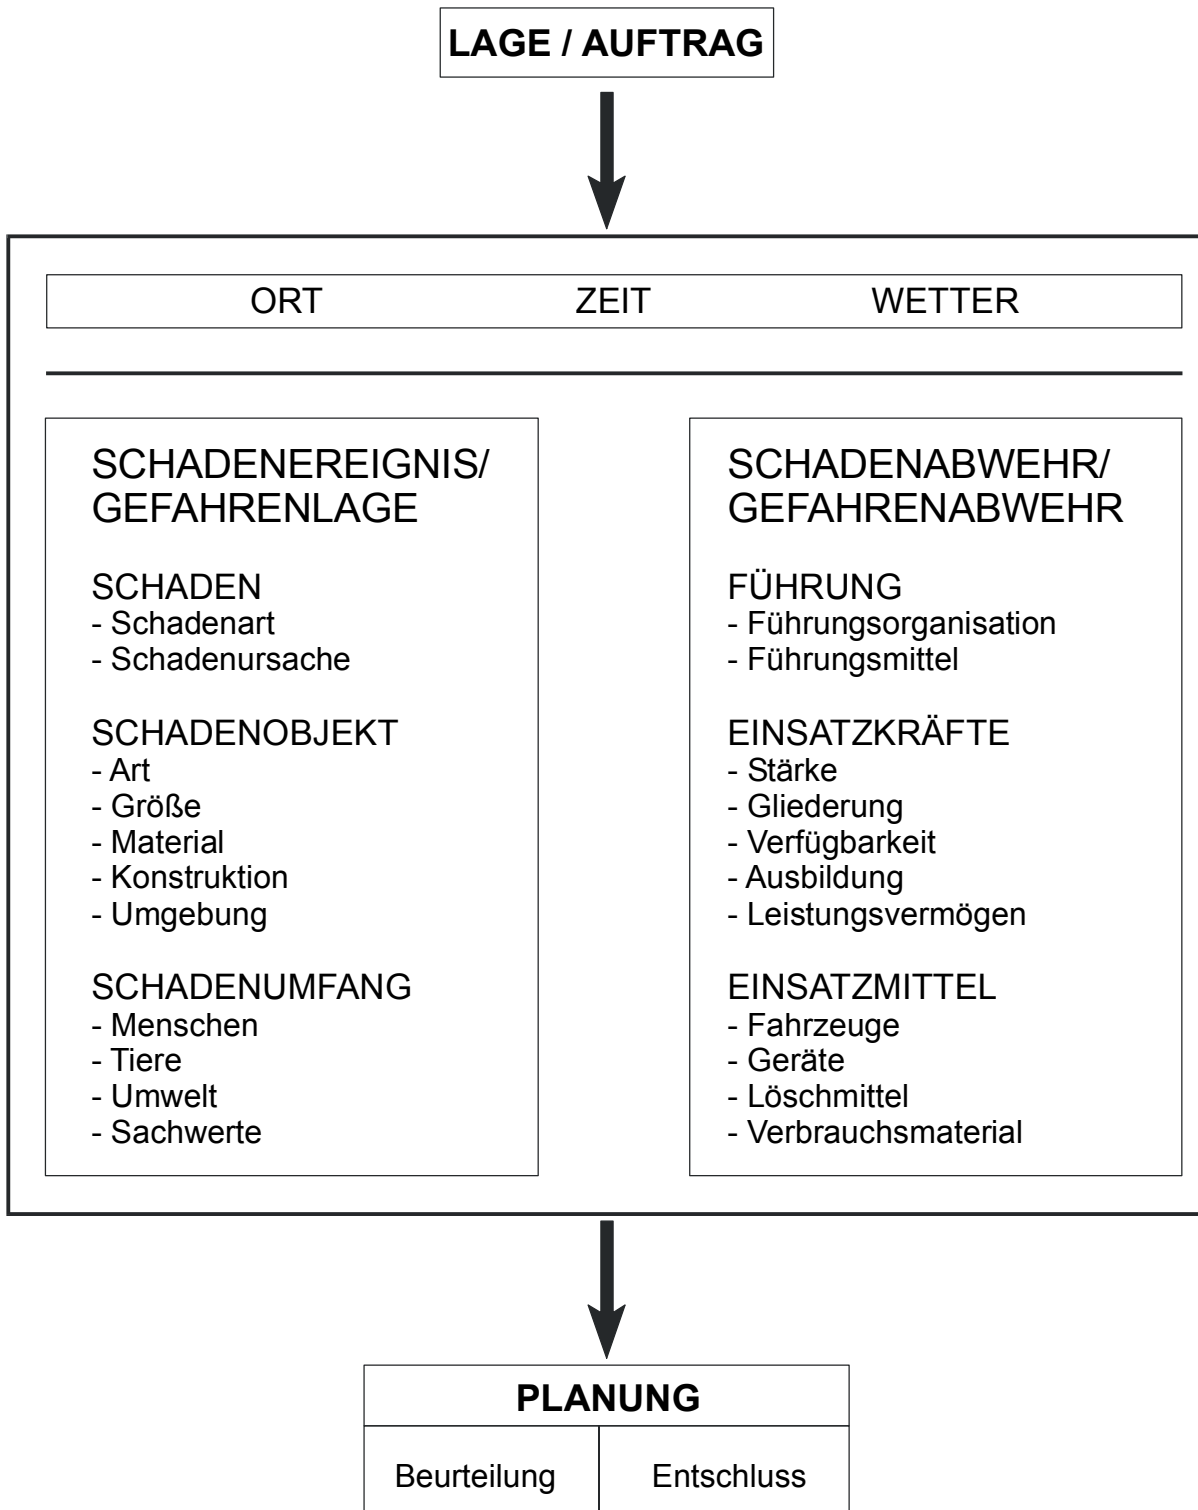 LAGE / AUFTRAG
ORT ZEIT WETTER
SCHADENEREIGNIS/
GEFAHRENLAGE
SCHADEN
- Schadenart
- Schadenursache
SCHADENOBJEKT
- Art
- Größe
- Material
- Konstruktion
- Umgebung
SCHADENUMFANG
- Menschen
- Tiere
- Umwelt
- Sachwerte
SCHADENABWEHR/
GEFAHRENABWEHR
FÜHRUNG
- Führungsorganisation
- Führungsmittel
EINSATZKRÄFTE
- Stärke
- Gliederung
- Verfügbarkeit
- Ausbildung
- Leistungsvermögen
EINSATZMITTEL
- Fahrzeuge
- Geräte
- Löschmittel
- Verbrauchsmaterial
PLANUNG
Beurteilung Entschluss